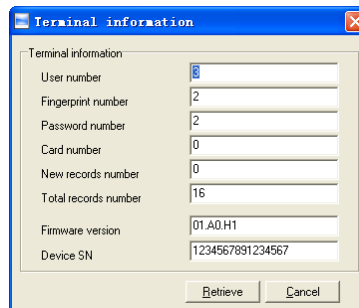 Terminal information
Terminal information
User number 3
Fingerprint number 2
Password number 2
Card number 0
New records number 0
Total records number 16
Firmware version 01.A0.H1
Device SN 1234567891234567
Retrieve Cancel